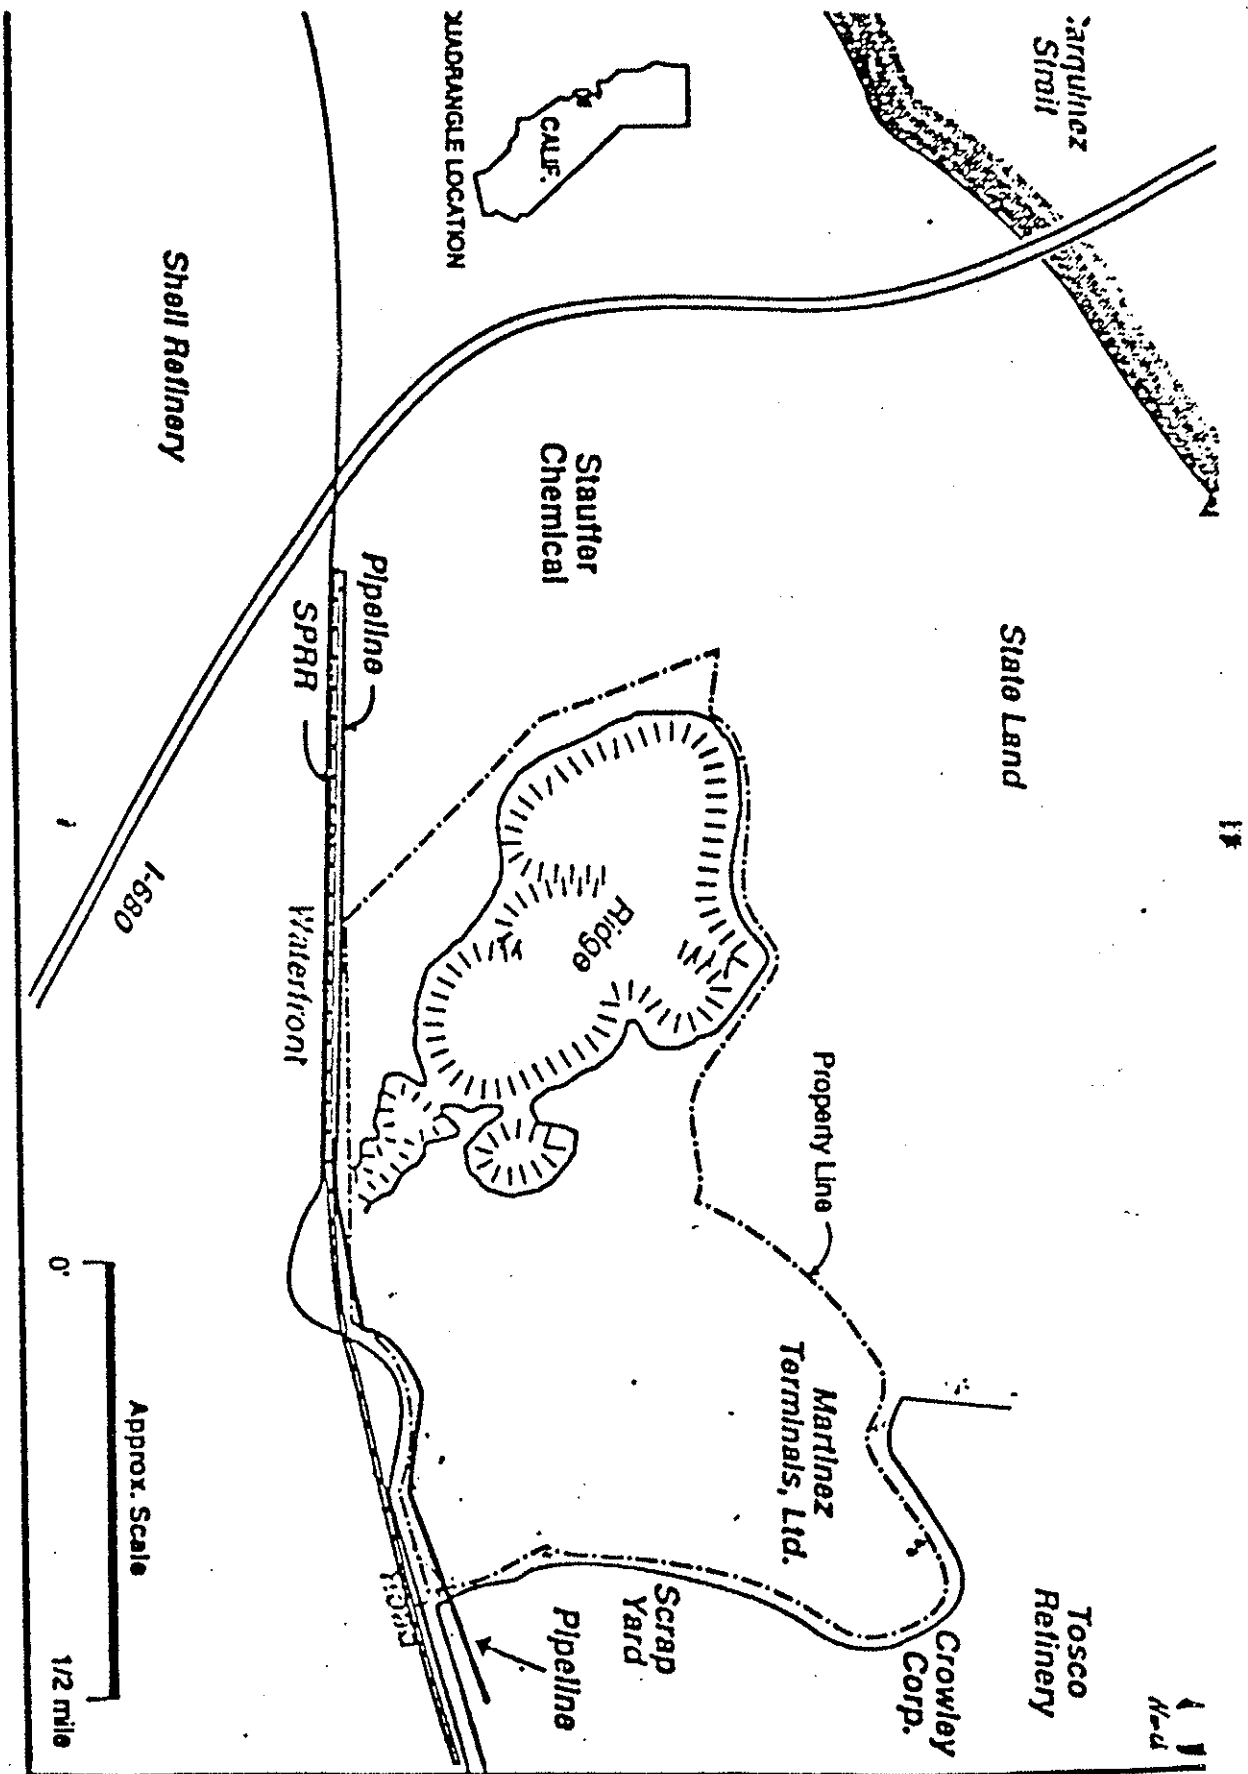 Strait
CALIF.
QUADRANGLE LOCATION
State Land
Stauffer
Chemical
Shell Refinery
Pipeline
SPRR
I-680
Waterfront
Ridge
Property Line
Martinez
Terminals, Ltd.
Tosco
Refinery
Crowley
Corp.
Scrap
Yard
Pipeline
0'
1/2 mile
Approx. Scale